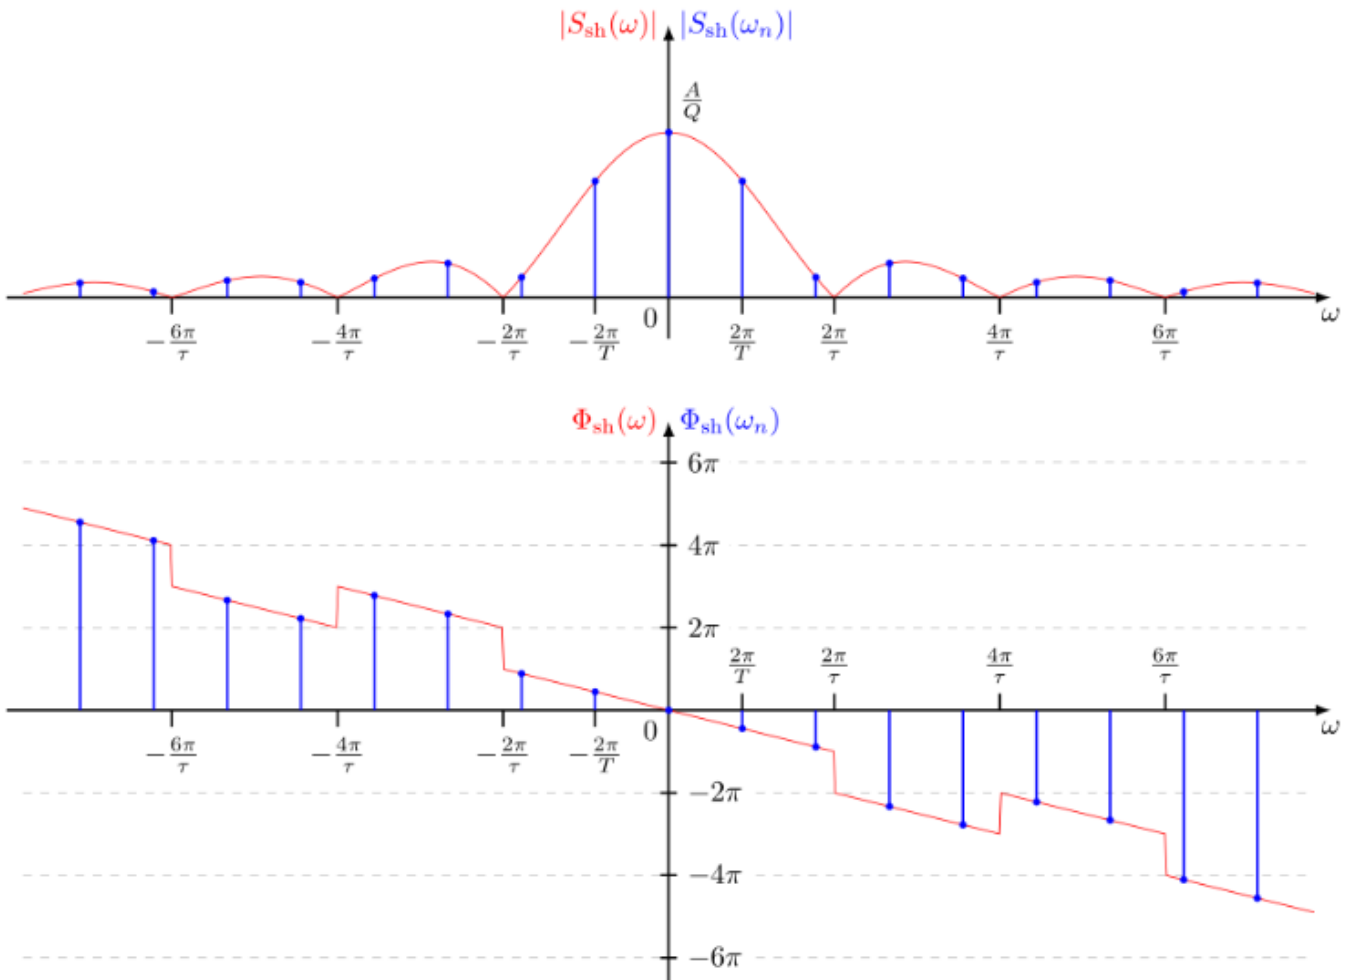 |S_sh(ω)| |S_sh(ω_n)|
A/Q
0
ω
−6π/τ −4π/τ −2π/τ −2π/T 2π/T 2π/τ 4π/τ 6π/τ
Φ_sh(ω) Φ_sh(ω_n)
6π
4π
2π
2π/T 2π/τ 4π/τ 6π/τ
0
ω
−6π/τ −4π/τ −2π/τ −2π/T
−2π
−4π
−6π